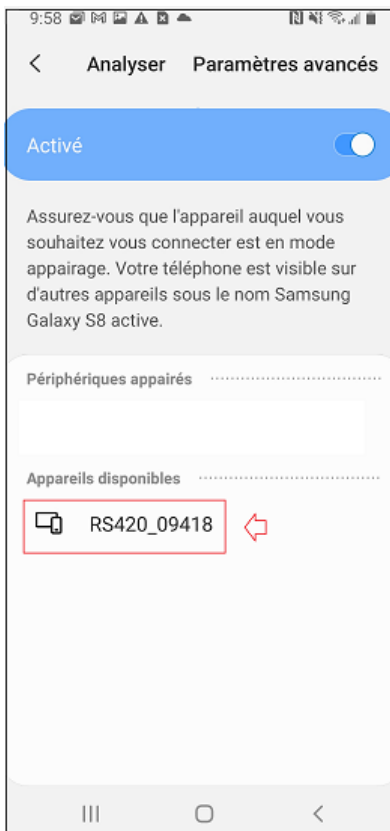 9:58
Analyser Paramètres avancés
Activé
Assurez-vous que l'appareil auquel vous
souhaitez vous connecter est en mode
appairage. Votre téléphone est visible sur
d'autres appareils sous le nom Samsung
Galaxy S8 active.
Périphériques appairés
Appareils disponibles
RS420_09418